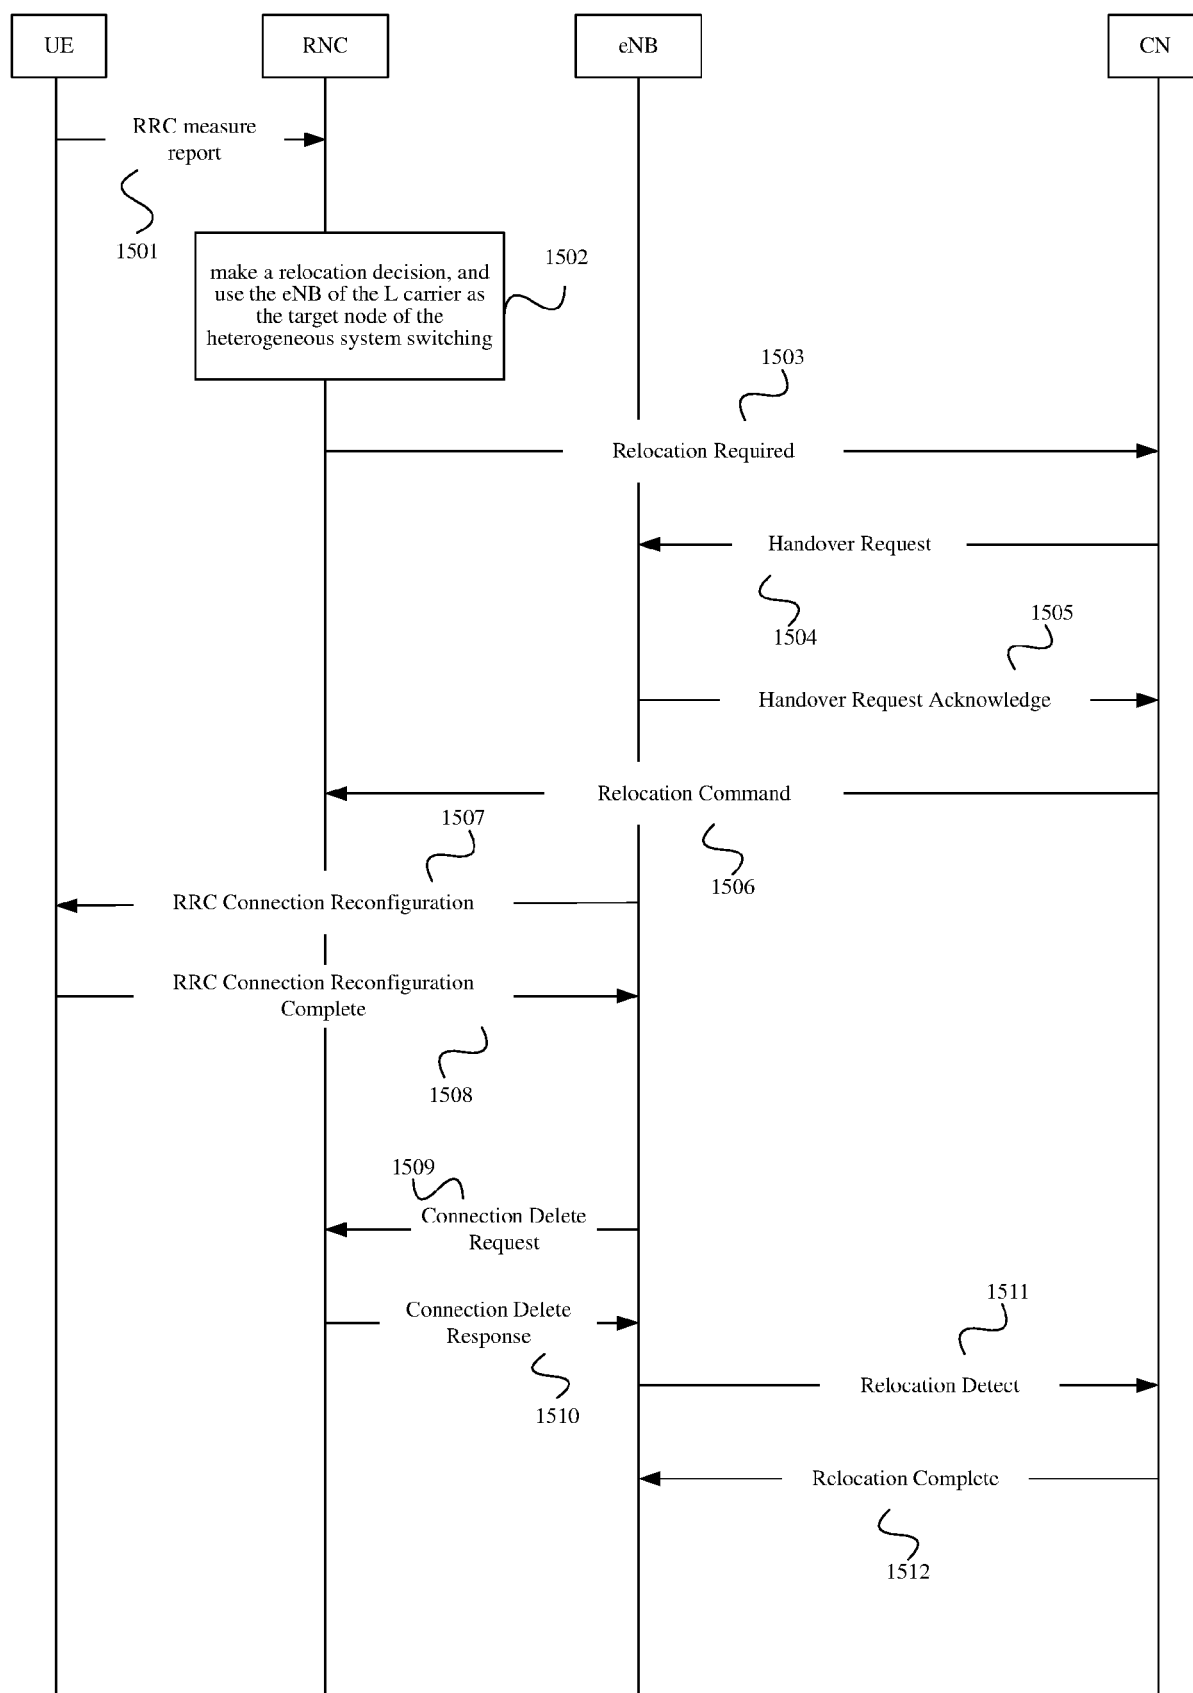 UE
RNC
eNB
CN
RRC measure
report
1501
1502
make a relocation decision, and
use the eNB of the L carrier as
the target node of the
heterogeneous system switching
1503
Relocation Required
Handover Request
1504
1505
Handover Request Acknowledge
Relocation Command
1507
1506
RRC Connection Reconfiguration
RRC Connection Reconfiguration
Complete
1508
1509
Connection Delete
Request
1511
Connection Delete
Response
Relocation Detect
1510
Relocation Complete
1512